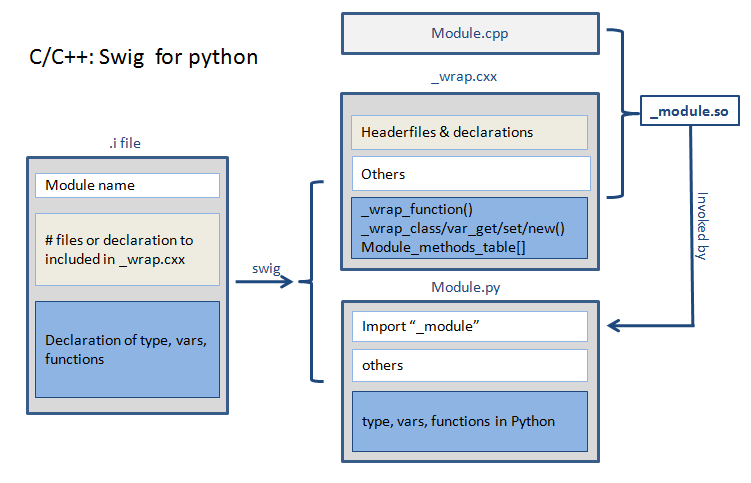 C/C++: Swig  for python
Module.cpp
_wrap.cxx
Headerfiles & declarations
Others
_wrap_function()
_wrap_class/var_get/set/new()
Module_methods_table[]
_module.so
Invoked by
.i file
Module name
# files or declaration to
included in _wrap.cxx
Declaration of type, vars,
functions
swig
Module.py
Import “_module”
others
type, vars, functions in Python